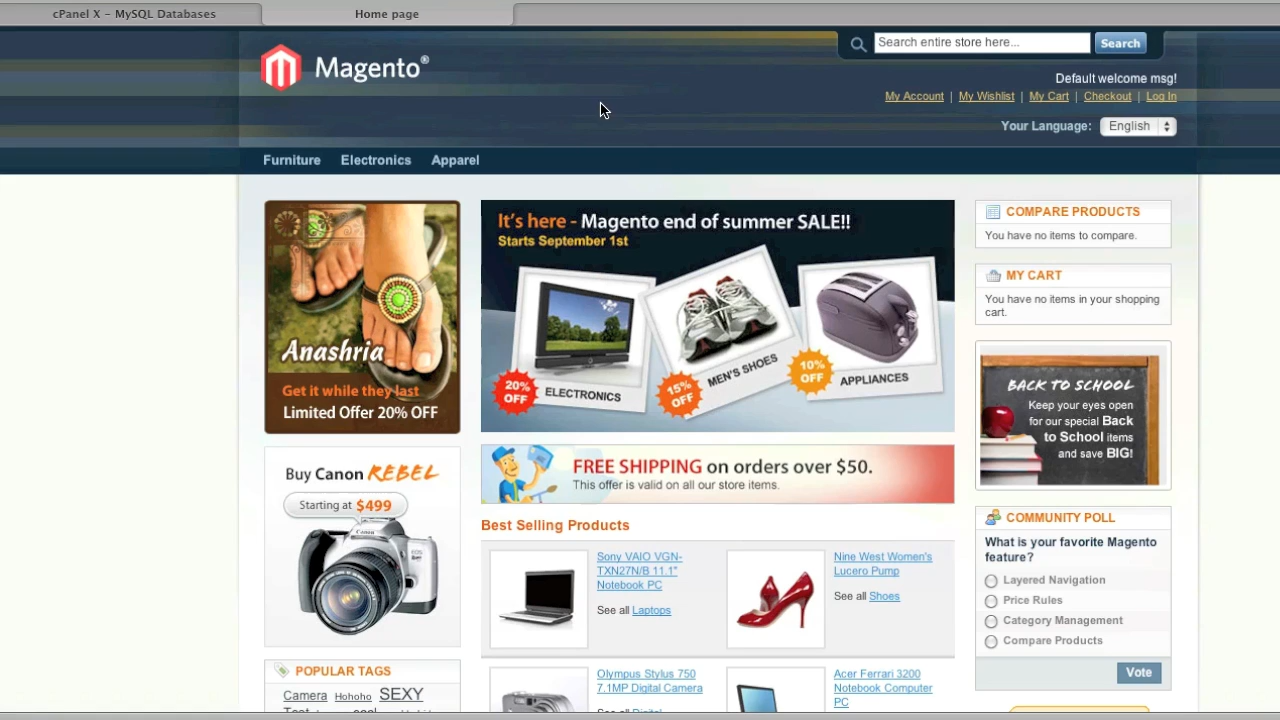 cPanel X - MySQL Databases
Home page
Magento®
Search entire store here...
Search
Default welcome msg!
My Account | My Wishlist | My Cart | Checkout | Log In
Your Language: English
Furniture Electronics Apparel
Anashria
Get it while they last
Limited Offer 20% OFF
Buy Canon REBEL
Starting at $499
Canon
EOS
POPULAR TAGS
Camera Hohoho SEXY
It's here - Magento end of summer SALE!!
Starts September 1st
20% OFF
ELECTRONICS
15% OFF
MEN'S SHOES
10% OFF
APPLIANCES
FREE SHIPPING on orders over $50.
This offer is valid on all our store items.
Best Selling Products
Sony VAIO VGN-
TXN27N/B 11.1"
Notebook PC
See all Laptops
Nine West Women's
Lucero Pump
See all Shoes
Olympus Stylus 750
7.1MP Digital Camera
Acer Ferrari 3200
Notebook Computer
PC
COMPARE PRODUCTS
You have no items to compare.
MY CART
You have no items in your shopping
cart.
BACK TO SCHOOL
Keep your eyes open
for our special Back
to School items
and save BIG!
COMMUNITY POLL
What is your favorite Magento
feature?
Layered Navigation
Price Rules
Category Management
Compare Products
Vote